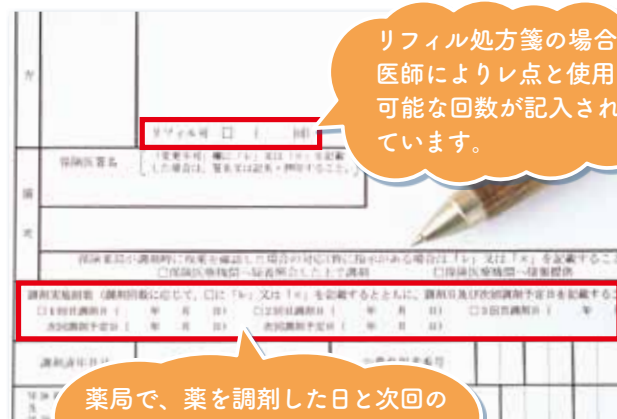 リフィル処方箋の場合
医師によりレ点と使用
可能な回数が記入され
ています。
リフィル可 □ ( 回)
保険医署名
「変更不可」欄に「レ」又は「×」を記載
した場合は、署名又は記名・押印すること。
備
考
保険薬局が調剤時に残薬を確認した場合の対応（特に指示がある場合は「レ」又は「×」を記載するこ
□保険医療機関へ疑義照会した上で調剤 □保険医療機関へ情報提供
調剤実施回数（調剤回数に応じて、□に「レ」又は「×」を記載するとともに、調剤日及び次回調剤予定日を記載するこ
□1回目調剤日（ 年 月 日） □2回目調剤日（ 年 月 日） □3回目調剤日（ 年
次回調剤予定日（ 年 月 日） 次回調剤予定日（ 年 月 日）
調剤済年月日 公費負担者番号
薬局で、薬を調剤した日と次回の